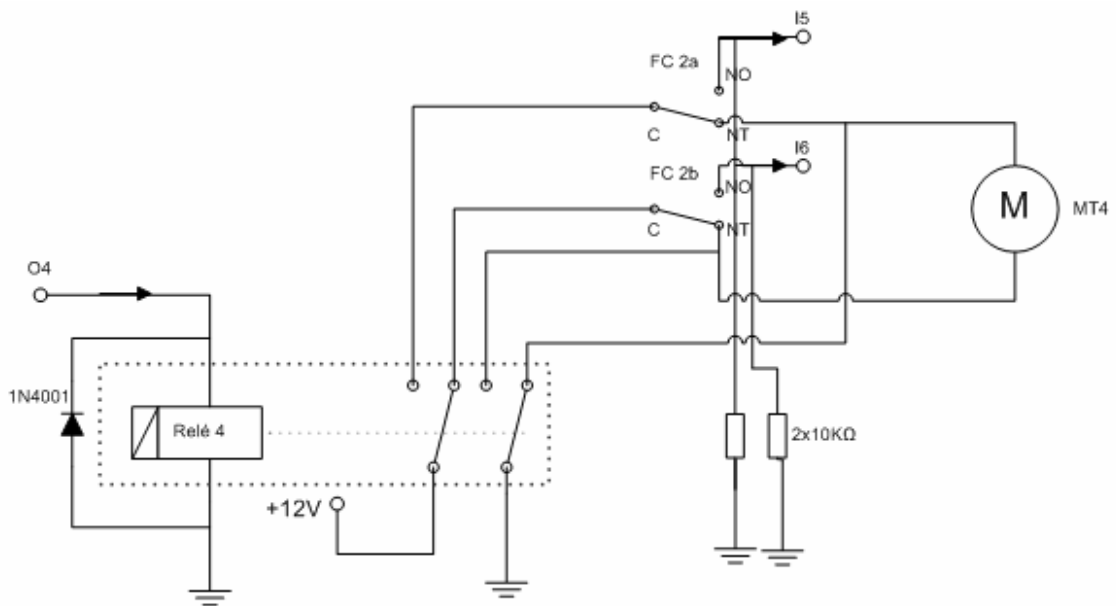 I5
FC 2a
NO
C
NT
I6
FC 2b
NO
C
NT
M
MT4
O4
1N4001
Relé 4
2x10KΩ
+12V